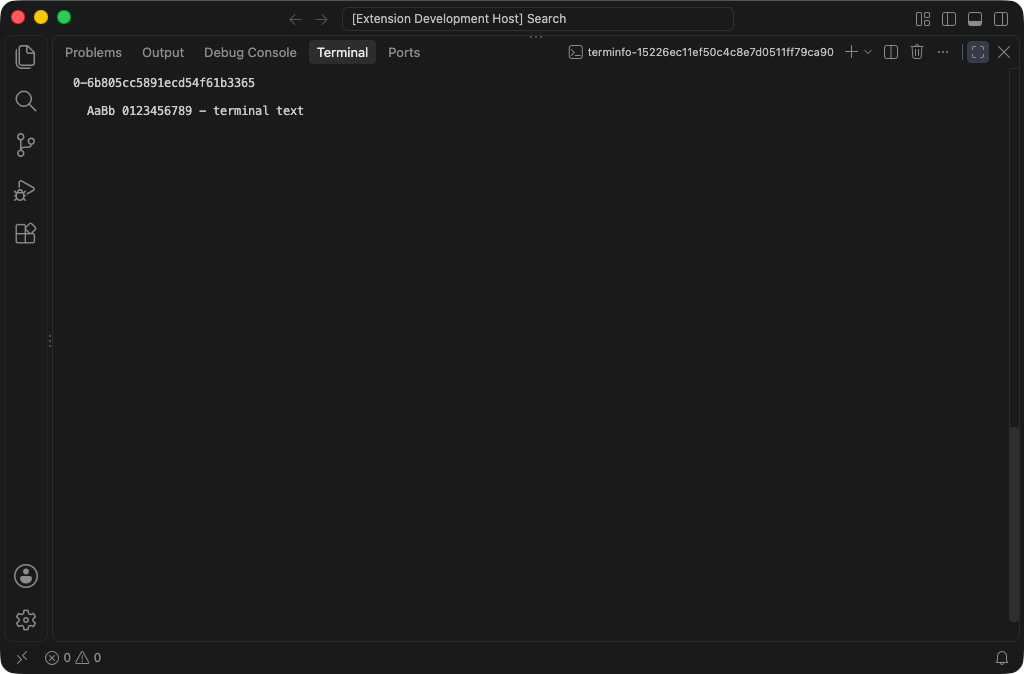 [Extension Development Host] Search
Problems Output Debug Console Terminal Ports terminfo-15226ec11ef50c4c8e7d0511ff79ca90
0-6b805cc5891ecd54f61b3365
AaBb 0123456789 - terminal text
0 0